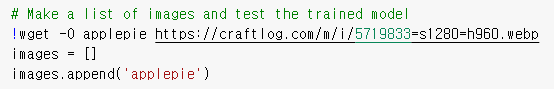 # Make a list of images and test the trained model
!wget -O applepie https://craftlog.com/m/i/5719833=s1280=h960.webp
images = []
images.append('applepie')